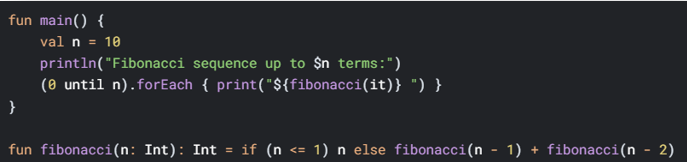 fun main() {
    val n = 10
    println("Fibonacci sequence up to $n terms:")
    (0 until n).forEach { print("${fibonacci(it)} ") }
}

fun fibonacci(n: Int): Int = if (n <= 1) n else fibonacci(n - 1) + fibonacci(n - 2)